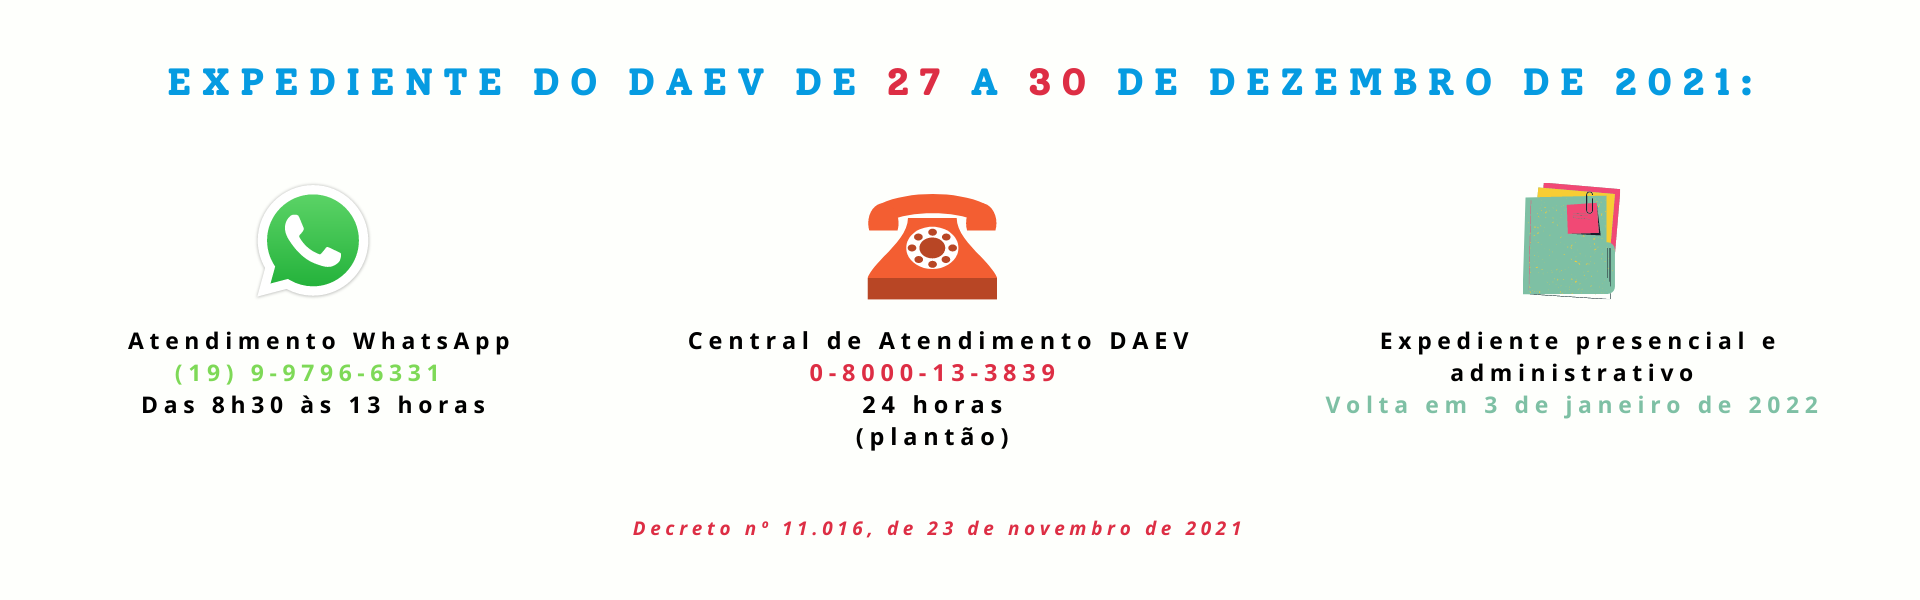 EXPEDIENTE DO DAEV DE 27 A 30 DE DEZEMBRO DE 2021:
Atendimento WhatsApp
(19) 9-9796-6331
Das 8h30 às 13 horas
Central de Atendimento DAEV
0-8000-13-3839
24 horas
(plantão)
Expediente presencial e
administrativo
Volta em 3 de janeiro de 2022
Decreto nº 11.016, de 23 de novembro de 2021